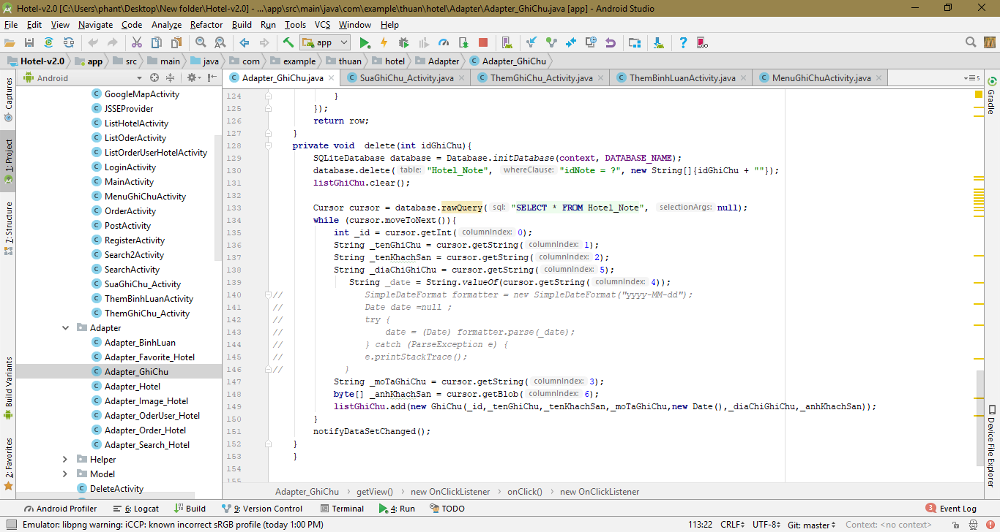 Hotel-v2.0 [C:\Users\phant\Desktop\New folder\Hotel-v2.0] - ...\app\src\main\java\com\example\thuan\hotel\Adapter\Adapter_GhiChu.java [app] - Android Studio
File Edit View Navigate Code Analyze Refactor Build Run Tools VCS Window Help
app
Hotel-v2.0 app src main java com example thuan hotel Adapter Adapter_GhiChu
Android
Adapter_GhiChu.java SuaGhiChu_Activity.java ThemGhiChu_Activity.java ThemBinhLuanActivity.java MenuGhiChuActivity.java
5
Captures
1: Project
7: Structure
Build Variants
2: Favorites
GoogleMapActivity
JSSEProvider
ListHotelActivity
ListOderActivity
ListOrderUserHotelActivity
LoginActivity
MainActivity
MenuGhiChuActivity
OrderActivity
PostActivity
RegisterActivity
Search2Activity
SearchActivity
SuaGhiChu_Activity
ThemBinhLuanActivity
ThemGhiChu_Activity
Adapter
Adapter_BinhLuan
Adapter_Favorite_Hotel
Adapter_GhiChu
Adapter_Hotel
Adapter_Image_Hotel
Adapter_OderUser_Hotel
Adapter_Order_Hotel
Adapter_Search_Hotel
Helper
Model
DeleteActivity
124 }
125 });
126 return row;
127 }
128 private void  delete(int idGhiChu){
129 SQLiteDatabase database = Database.initDatabase(context, DATABASE_NAME);
130 database.delete( table: "Hotel_Note", whereClause: "idNote = ?", new String[]{idGhiChu + ""});
131 listGhiChu.clear();
132
133 Cursor cursor = database.rawQuery( sql: "SELECT * FROM Hotel_Note", selectionArgs: null);
134 while (cursor.moveToNext()){
135 int _id = cursor.getInt( columnIndex: 0);
136 String _tenGhiChu = cursor.getString( columnIndex: 1);
137 String _tenKhachSan = cursor.getString( columnIndex: 2);
138 String _diaChiGhiChu = cursor.getString( columnIndex: 5);
139 String _date = String.valueOf(cursor.getString( columnIndex: 4));
140 // SimpleDateFormat formatter = new SimpleDateFormat("yyyy-MM-dd");
141 // Date date =null ;
142 // try {
143 // date = (Date) formatter.parse(_date);
144 // } catch (ParseException e) {
145 // e.printStackTrace();
146 // }
147 String _moTaGhiChu = cursor.getString( columnIndex: 3);
148 byte[] _anhKhachSan = cursor.getBlob( columnIndex: 6);
149 listGhiChu.add(new GhiChu(_id,_tenGhiChu,_tenKhachSan,_moTaGhiChu,new Date(),_diaChiGhiChu,_anhKhachSan));
150 }
151 notifyDataSetChanged();
152 }
153 }
154
155
Gradle
Device File Explorer
Adapter_GhiChu getView() new OnClickListener onClick() new OnClickListener
Android Profiler 6: Logcat Build 9: Version Control Terminal 4: Run TODO 3 Event Log
Emulator: libpng warning: iCCP: known incorrect sRGB profile (today 1:00 PM) 113:22 CRLF UTF-8 Git: master Context: <no context>